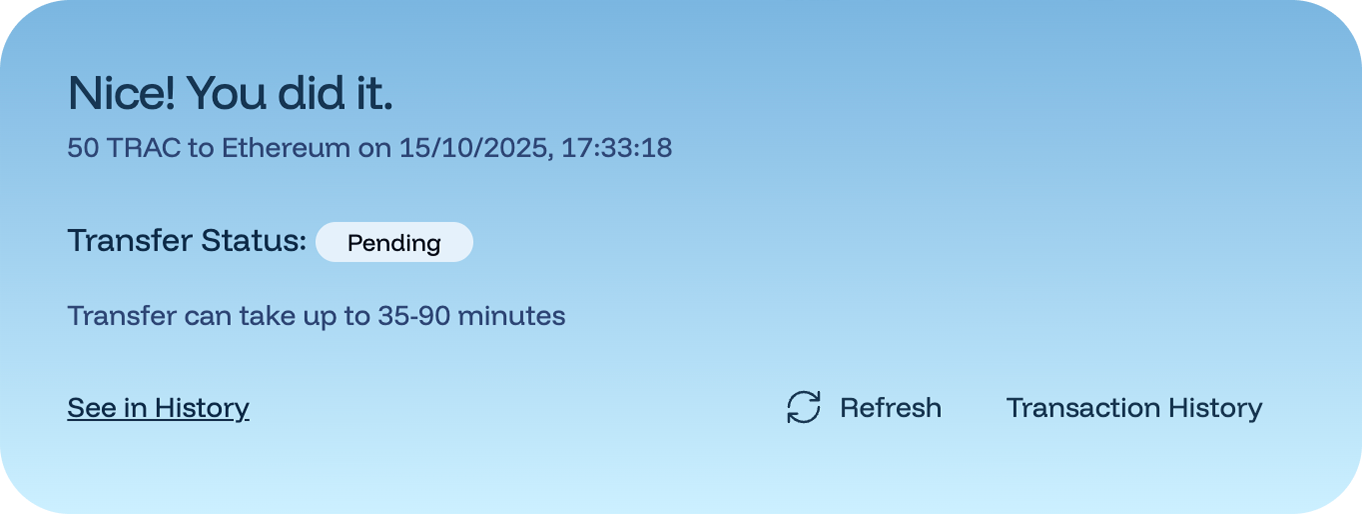 Nice! You did it.
50 TRAC to Ethereum on 15/10/2025, 17:33:18
Transfer Status: Pending
Transfer can take up to 35-90 minutes
See in History Refresh Transaction History